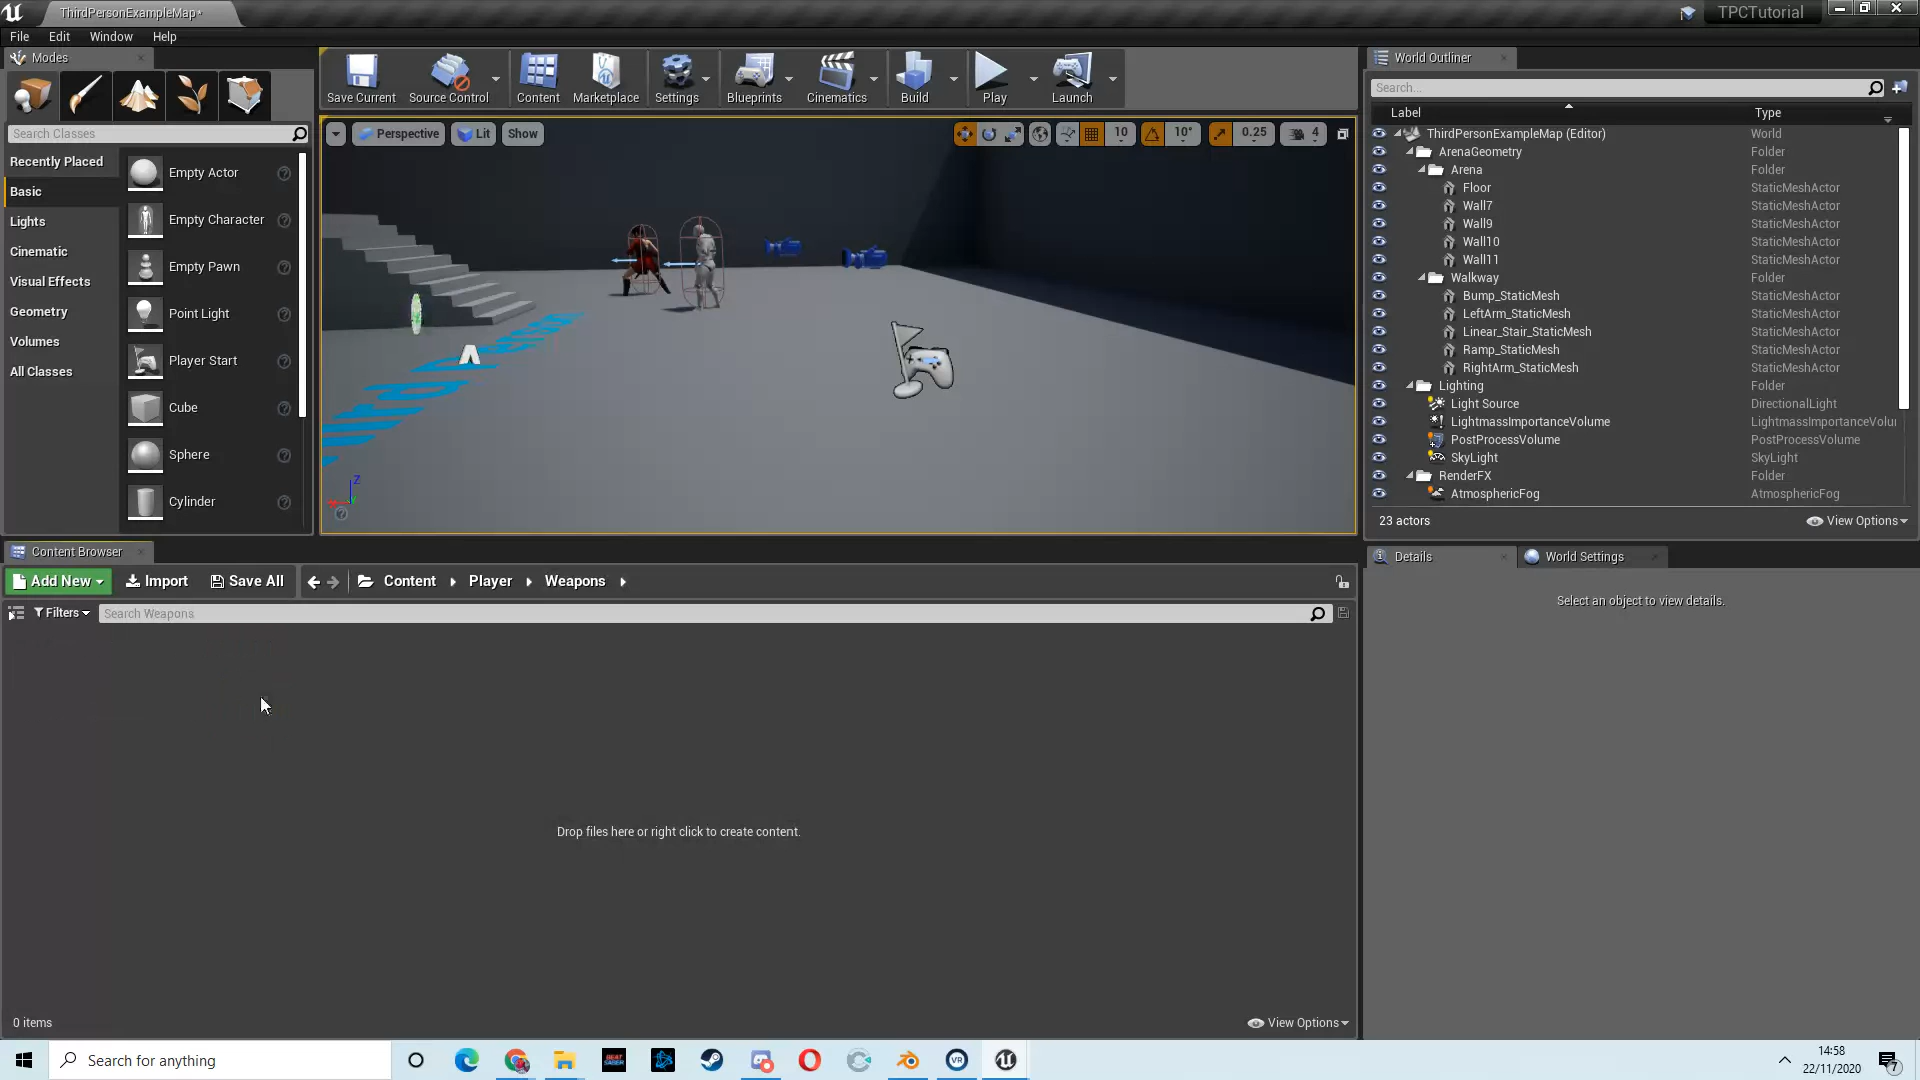 ThirdPersonExampleMap*
TPCTutorial
File Edit Window Help
Modes
Search Classes
Recently Placed
Basic
Lights
Cinematic
Visual Effects
Geometry
Volumes
All Classes
Empty Actor
Empty Character
Empty Pawn
Point Light
Player Start
Cube
Sphere
Cylinder
Save Current Source Control Content Marketplace Settings Blueprints Cinematics Build Play Launch
Perspective Lit Show 10 10° 0.25 4
Z
World Outliner
Search...
Label Type
ThirdPersonExampleMap (Editor) World
ArenaGeometry Folder
Arena Folder
Floor StaticMeshActor
Wall7 StaticMeshActor
Wall9 StaticMeshActor
Wall10 StaticMeshActor
Wall11 StaticMeshActor
Walkway Folder
Bump_StaticMesh StaticMeshActor
LeftArm_StaticMesh StaticMeshActor
Linear_Stair_StaticMesh StaticMeshActor
Ramp_StaticMesh StaticMeshActor
RightArm_StaticMesh StaticMeshActor
Lighting Folder
Light Source DirectionalLight
LightmassImportanceVolume LightmassImportanceVolu
PostProcessVolume PostProcessVolume
SkyLight SkyLight
RenderFX Folder
AtmosphericFog AtmosphericFog
23 actors View Options
Content Browser
Add New Import Save All Content Player Weapons
Filters Search Weapons
Drop files here or right click to create content.
0 items View Options
Details World Settings
Select an object to view details.
Search for anything
BEAT SABER
VR
14:58
22/11/2020
7